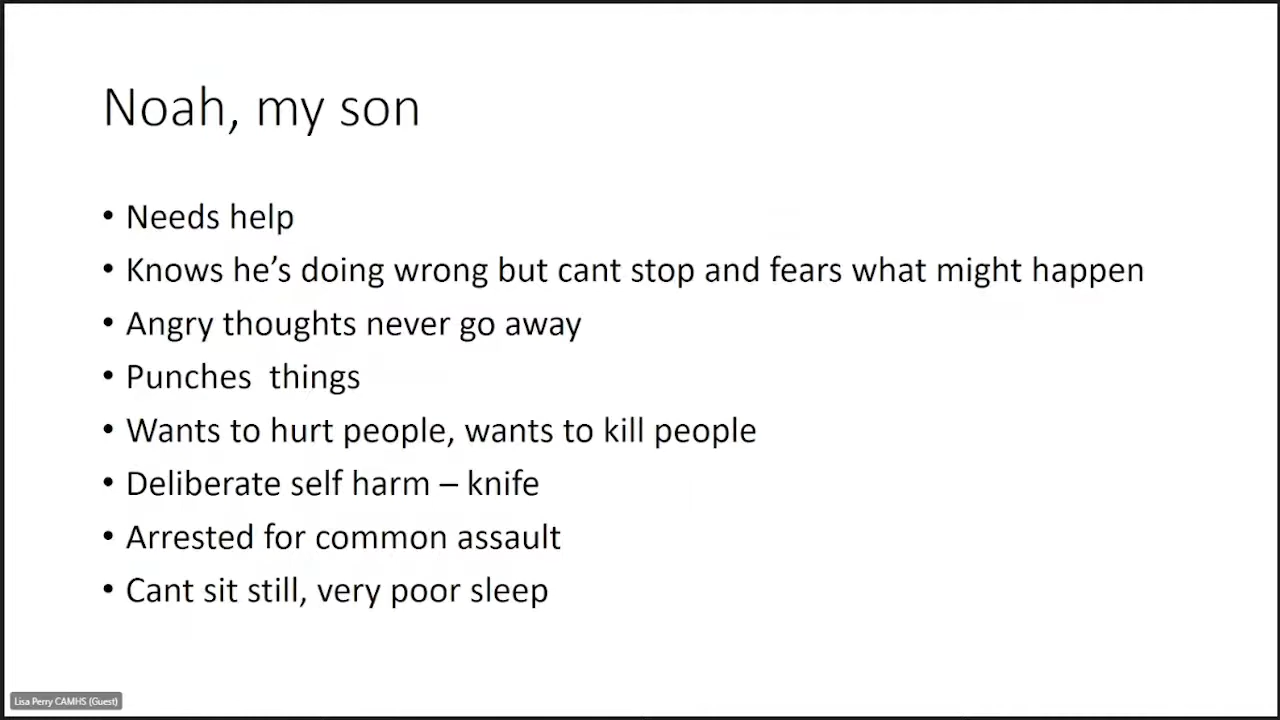 Noah, my son
• Needs help
• Knows he's doing wrong but cant stop and fears what might happen
• Angry thoughts never go away
• Punches  things
• Wants to hurt people, wants to kill people
• Deliberate self harm – knife
• Arrested for common assault
• Cant sit still, very poor sleep
Lisa Perry CAMHS (Guest)